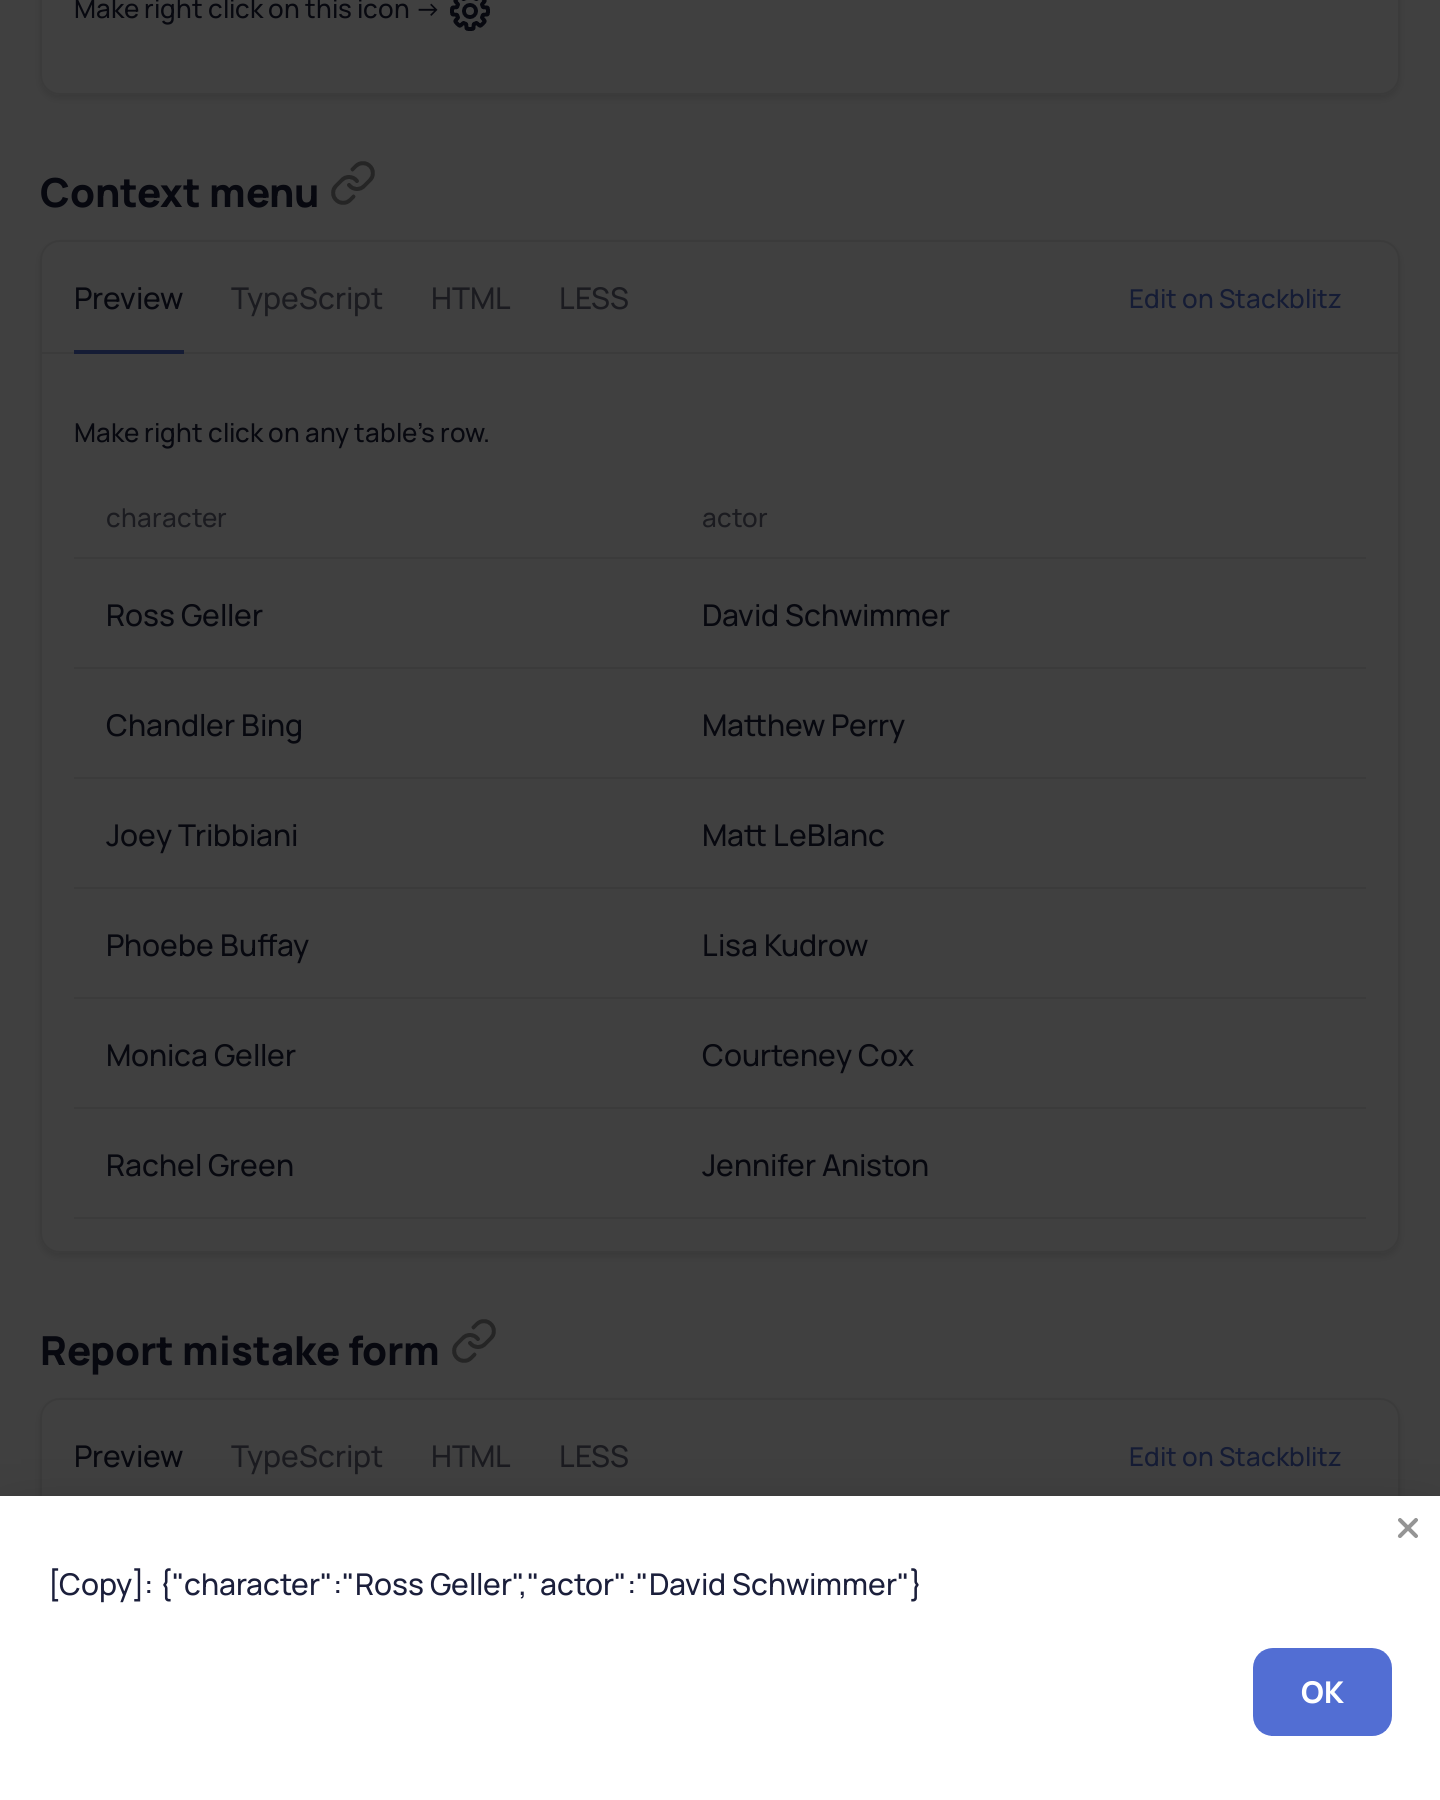 Make right click on this icon →
Context menu
Preview TypeScript HTML LESS Edit on Stackblitz
Make right click on any table's row.
character actor
Ross Geller David Schwimmer
Chandler Bing Matthew Perry
Joey Tribbiani Matt LeBlanc
Phoebe Buffay Lisa Kudrow
Monica Geller Courteney Cox
Rachel Green Jennifer Aniston
Report mistake form
Preview TypeScript HTML LESS Edit on Stackblitz
[Copy]: {"character":"Ross Geller","actor":"David Schwimmer"}
OK